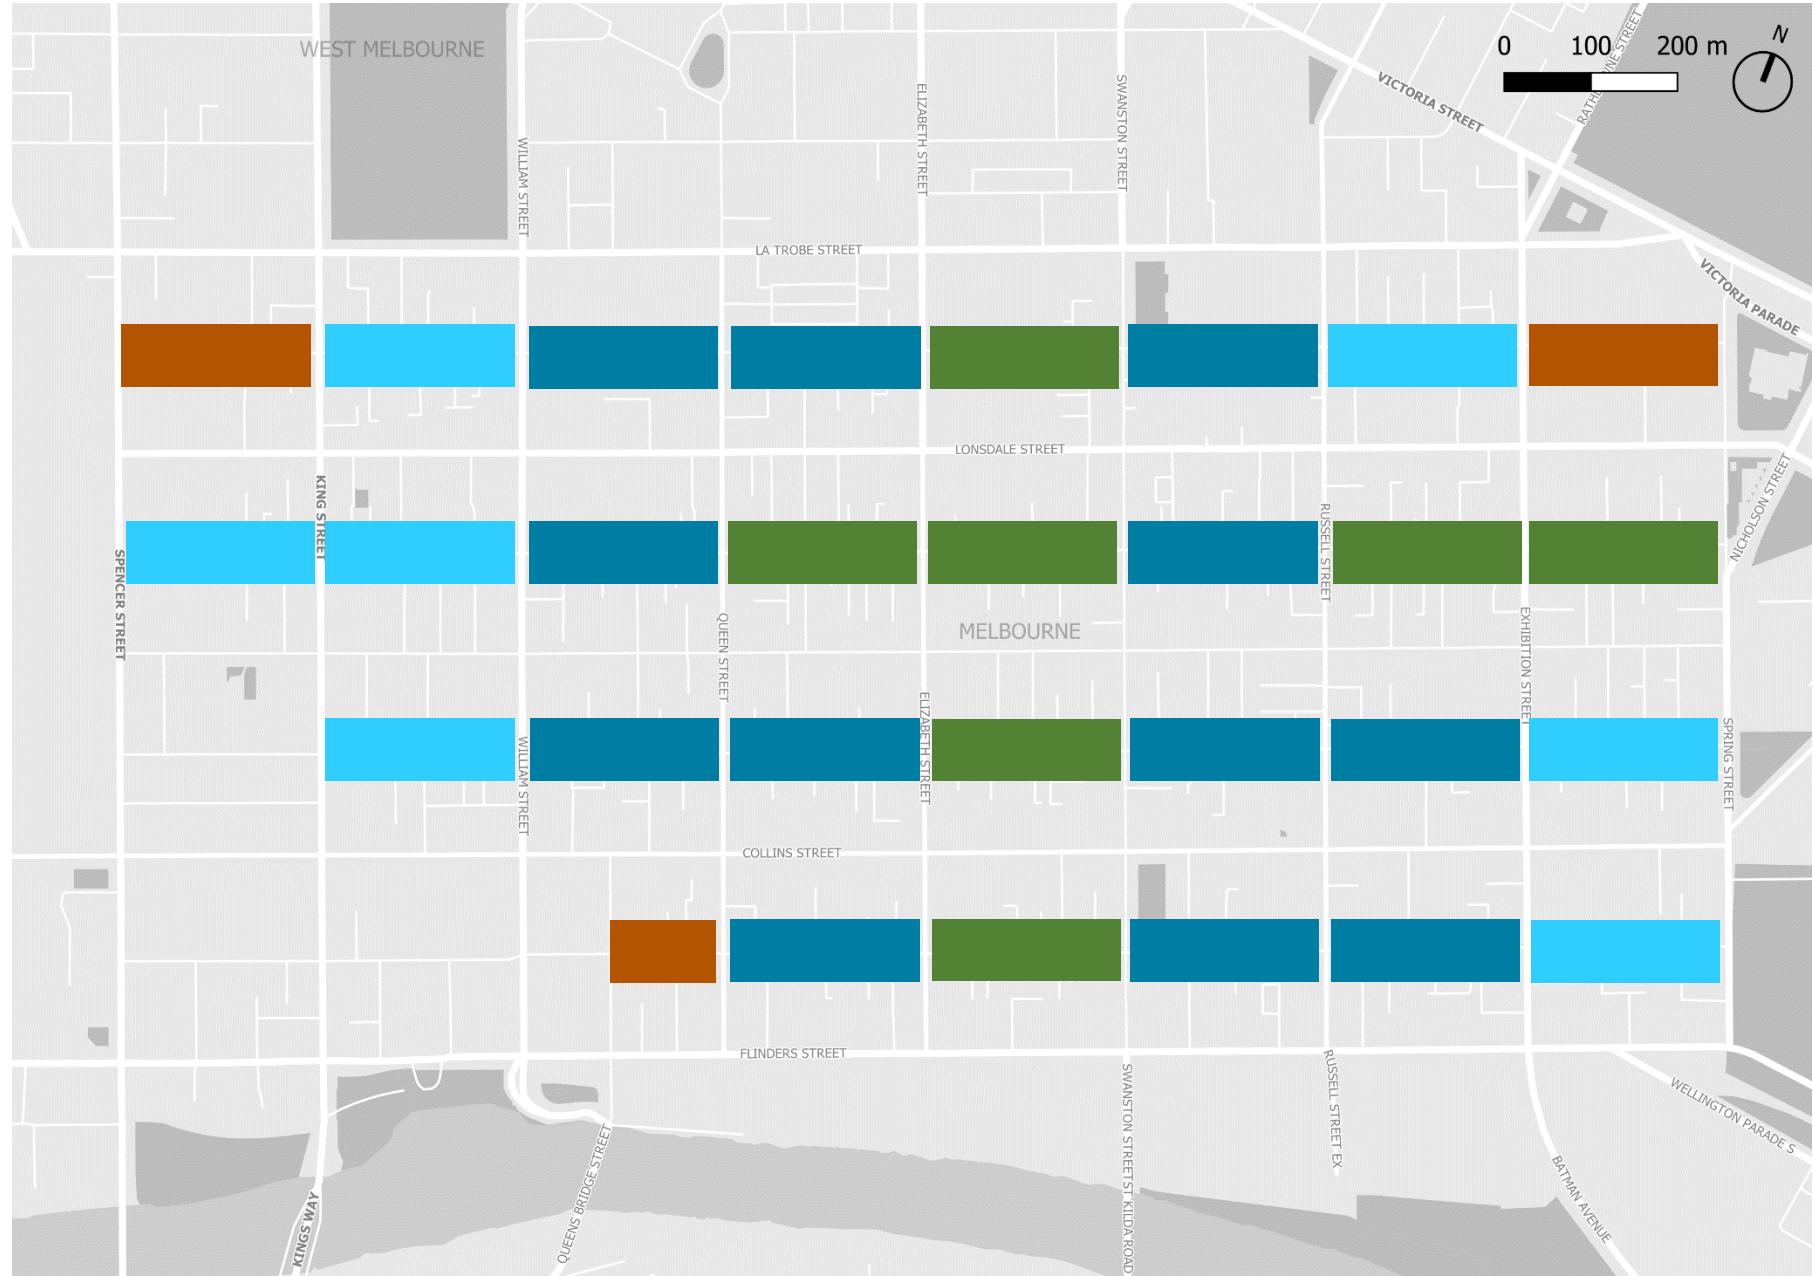 WEST MELBOURNE
0 100 200 m
N
RATHDOWNE STREET
VICTORIA STREET
ELIZABETH STREET
SWANSTON STREET
WILLIAM STREET
LA TROBE STREET
VICTORIA PARADE
LONSDALE STREET
KING STREET
RUSSELL STREET
NICHOLSON STREET
SPENCER STREET
MELBOURNE
QUEEN STREET
EXHIBITION STREET
ELIZABETH STREET
WILLIAM STREET
SPRING STREET
COLLINS STREET
FLINDERS STREET
SWANSTON STREET
ST KILDA ROAD
RUSSELL STREET EX
WELLINGTON PARADE S
QUEENS BRIDGE STREET
BATMAN AVENUE
KINGS WAY